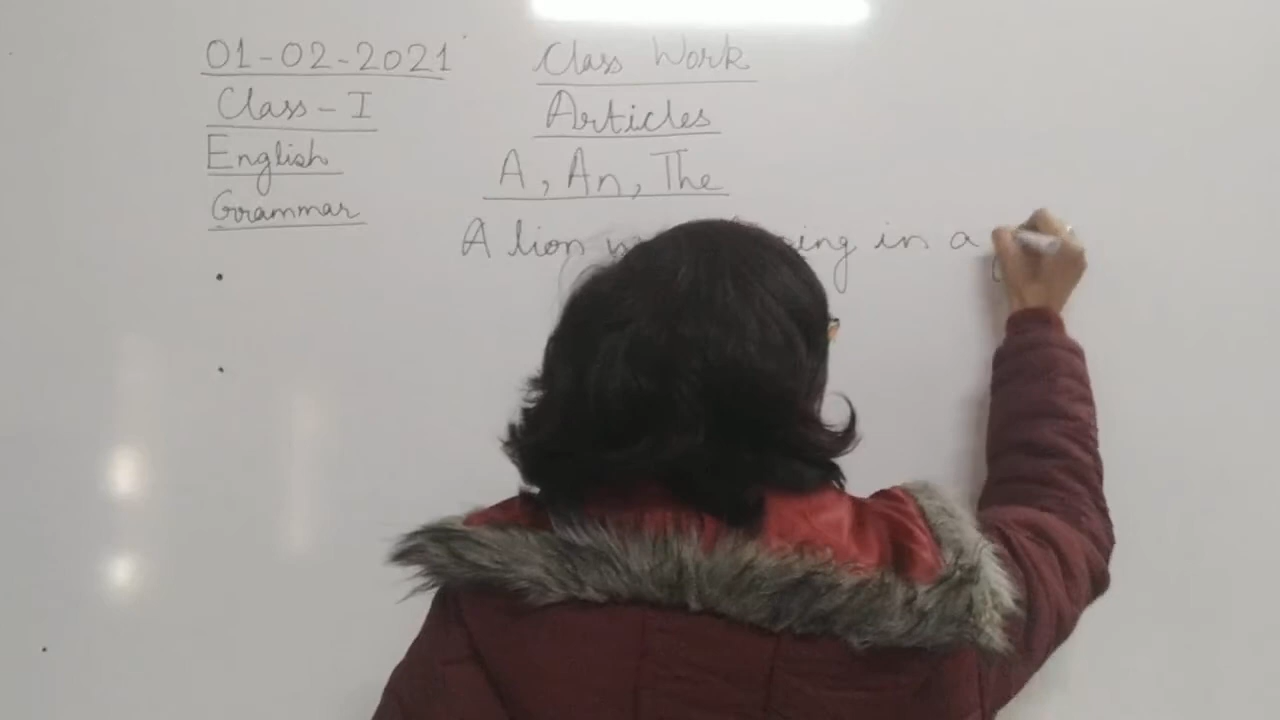 01-02-2021
Class Work
Class-I
Articles
English
A, An, The
Grammar
A lion in a